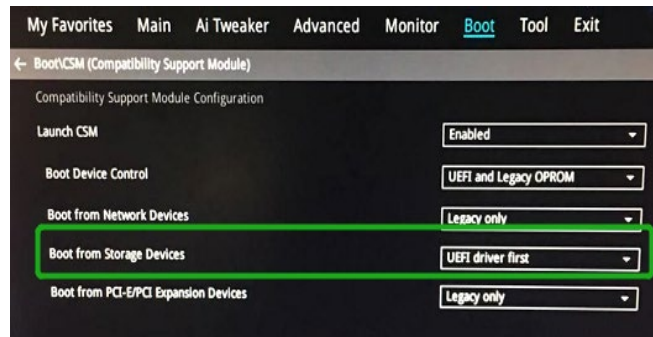 My Favorites Main Ai Tweaker Advanced Monitor Boot Tool Exit
← Boot\CSM (Compatibility Support Module)
Compatibility Support Module Configuration
Launch CSM Enabled
Boot Device Control UEFI and Legacy OPROM
Boot from Network Devices Legacy only
Boot from Storage Devices UEFI driver first
Boot from PCI-E/PCI Expansion Devices Legacy only